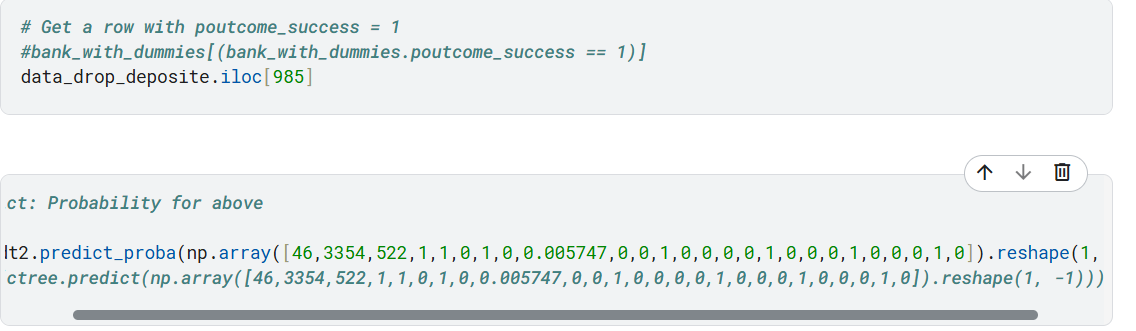 # Get a row with poutcome_success = 1
#bank_with_dummies[(bank_with_dummies.poutcome_success == 1)]
data_drop_deposite.iloc[985]
ct: Probability for above
t2.predict_proba(np.array([46,3354,522,1,1,0,1,0,0.005747,0,0,1,0,0,0,0,1,0,0,0,1,0,0,0,1,0]).reshape(1,
ctree.predict(np.array([46,3354,522,1,1,0,1,0,0.005747,0,0,1,0,0,0,0,1,0,0,0,1,0,0,0,1,0]).reshape(1, -1)))